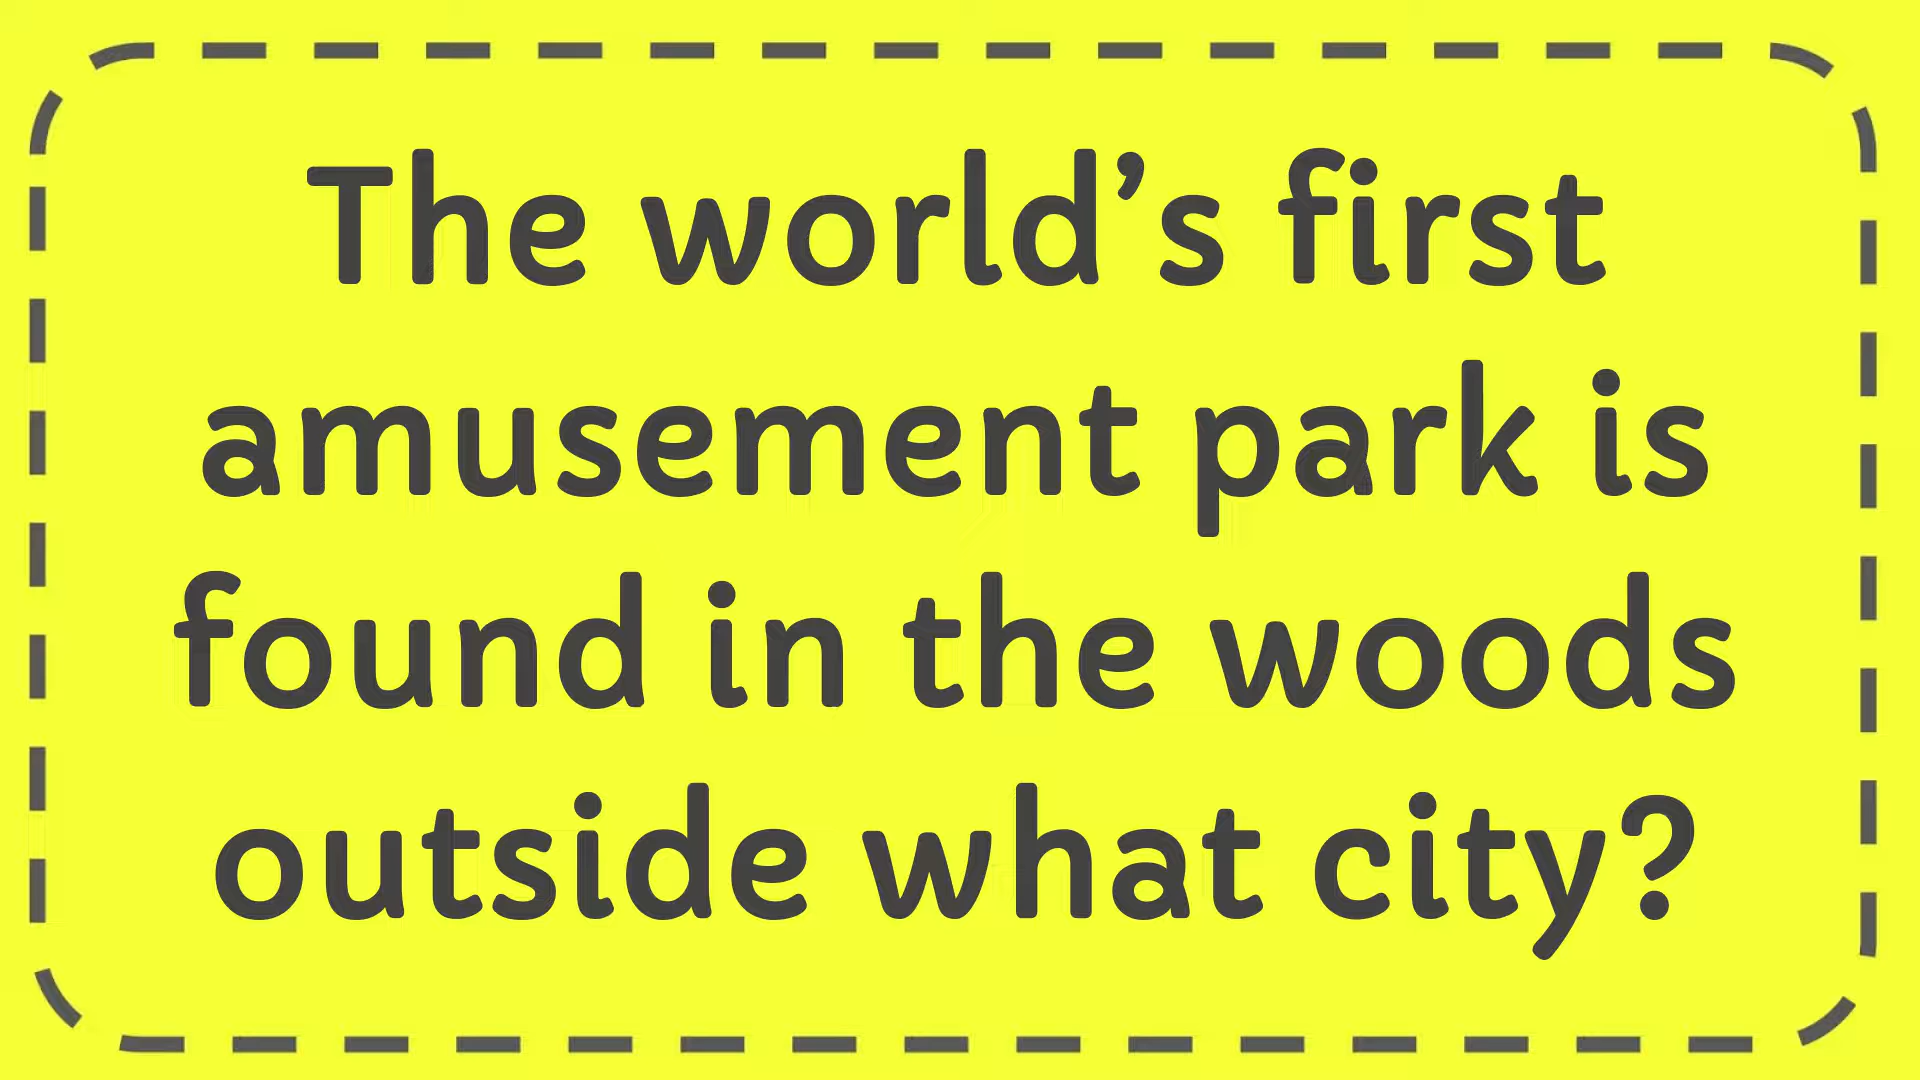 The world’s first
amusement park is
found in the woods
outside what city?